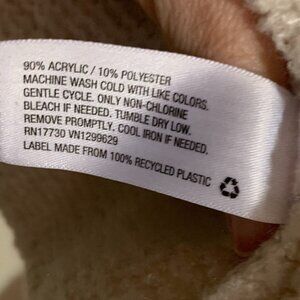 90% ACRYLIC / 10% POLYESTER
MACHINE WASH COLD WITH LIKE COLORS.
GENTLE CYCLE. ONLY NON-CHLORINE
BLEACH IF NEEDED. TUMBLE DRY LOW.
REMOVE PROMPTLY. COOL IRON IF NEEDED.
RN17730 VN1299629
LABEL MADE FROM 100% RECYCLED PLASTIC